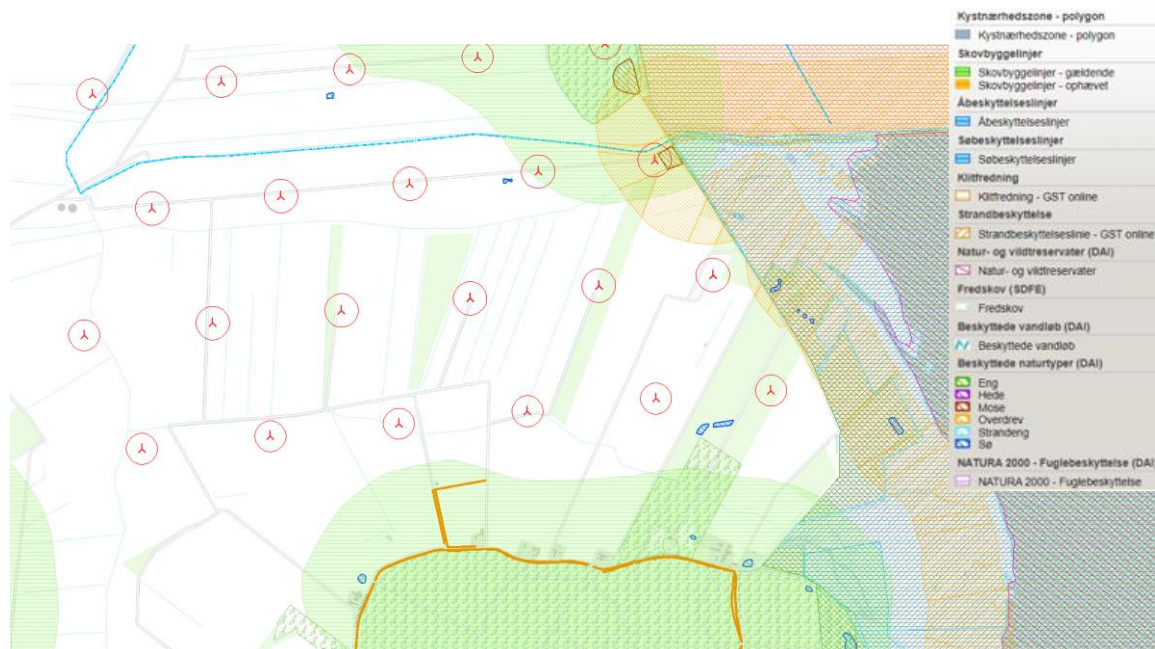 Kystnærhedszone - polygon
Kystnærhedszone - polygon
Skovbyggelinjer
Skovbyggelinjer - gældende
Skovbyggelinjer - ophævet
Åbeskyttelseslinjer
Åbeskyttelseslinjer
Søbeskyttelseslinjer
Søbeskyttelseslinjer
Klitfredning
Klitfredning - GST online
Strandbeskyttelse
Strandbeskyttelseslinie - GST online
Natur- og vildtreservater (DAI)
Natur- og vildtreservater
Fredskov (SDFE)
Fredskov
Beskyttede vandløb (DAI)
Beskyttede vandløb
Beskyttede naturtyper (DAI)
Eng
Hede
Mose
Overdrev
Strandeng
Sø
NATURA 2000 - Fuglebeskyttelse (DAI
NATURA 2000 - Fuglebeskyttelse